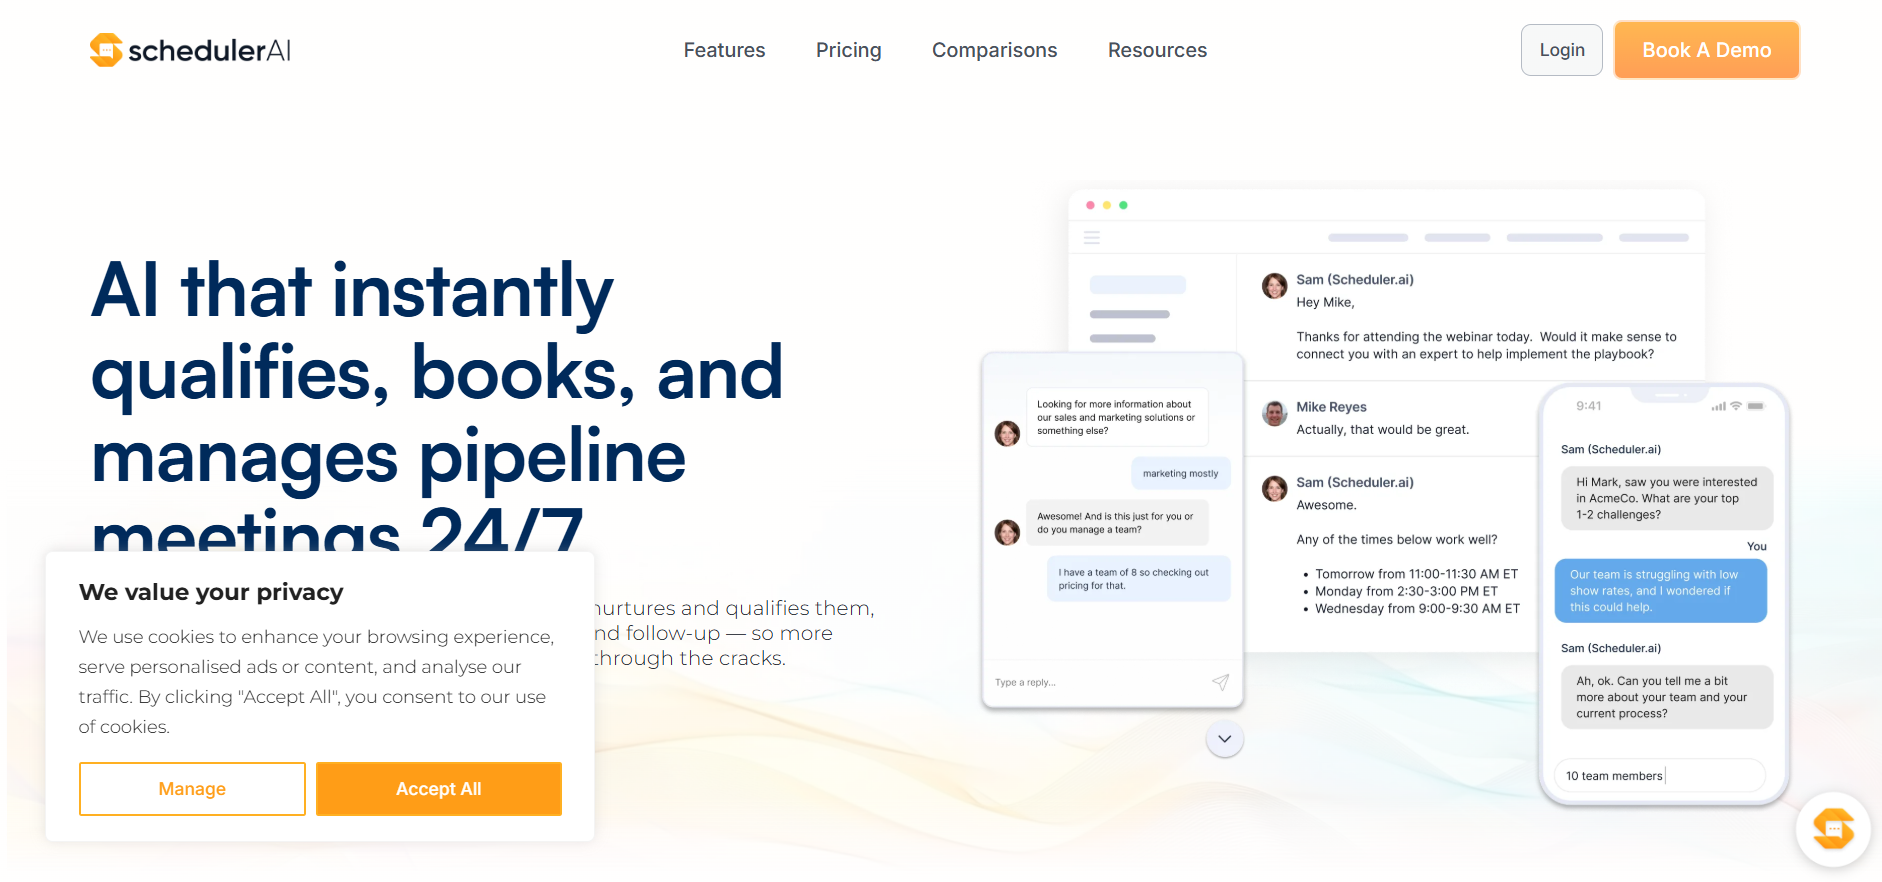 schedulerAI
Features
Pricing
Comparisons
Resources
Login
Book A Demo
AI that instantly
qualifies, books, and
manages pipeline
meetings 24/7
nurtures and qualifies them,
and follow-up — so more
through the cracks.
We value your privacy
We use cookies to enhance your browsing experience,
serve personalised ads or content, and analyse our
traffic. By clicking "Accept All", you consent to our use
of cookies.
Manage
Accept All
Sam (Scheduler.ai)
Hey Mike,
Thanks for attending the webinar today. Would it make sense to
connect you with an expert to help implement the playbook?
Mike Reyes
Actually, that would be great.
Sam (Scheduler.ai)
Awesome.
Any of the times below work well?
• Tomorrow from 11:00-11:30 AM ET
• Monday from 2:30-3:00 PM ET
• Wednesday from 9:00-9:30 AM ET
Looking for more information about
our sales and marketing solutions or
something else?
marketing mostly
Awesome! And is this just for you or
do you manage a team?
I have a team of 8 so checking out
pricing for that.
Type a reply...
9:41
Sam (Scheduler.ai)
Hi Mark, saw you were interested
in AcmeCo. What are your top
1-2 challenges?
You
Our team is struggling with low
show rates, and I wondered if
this could help.
Sam (Scheduler.ai)
Ah, ok. Can you tell me a bit
more about your team and your
current process?
10 team members